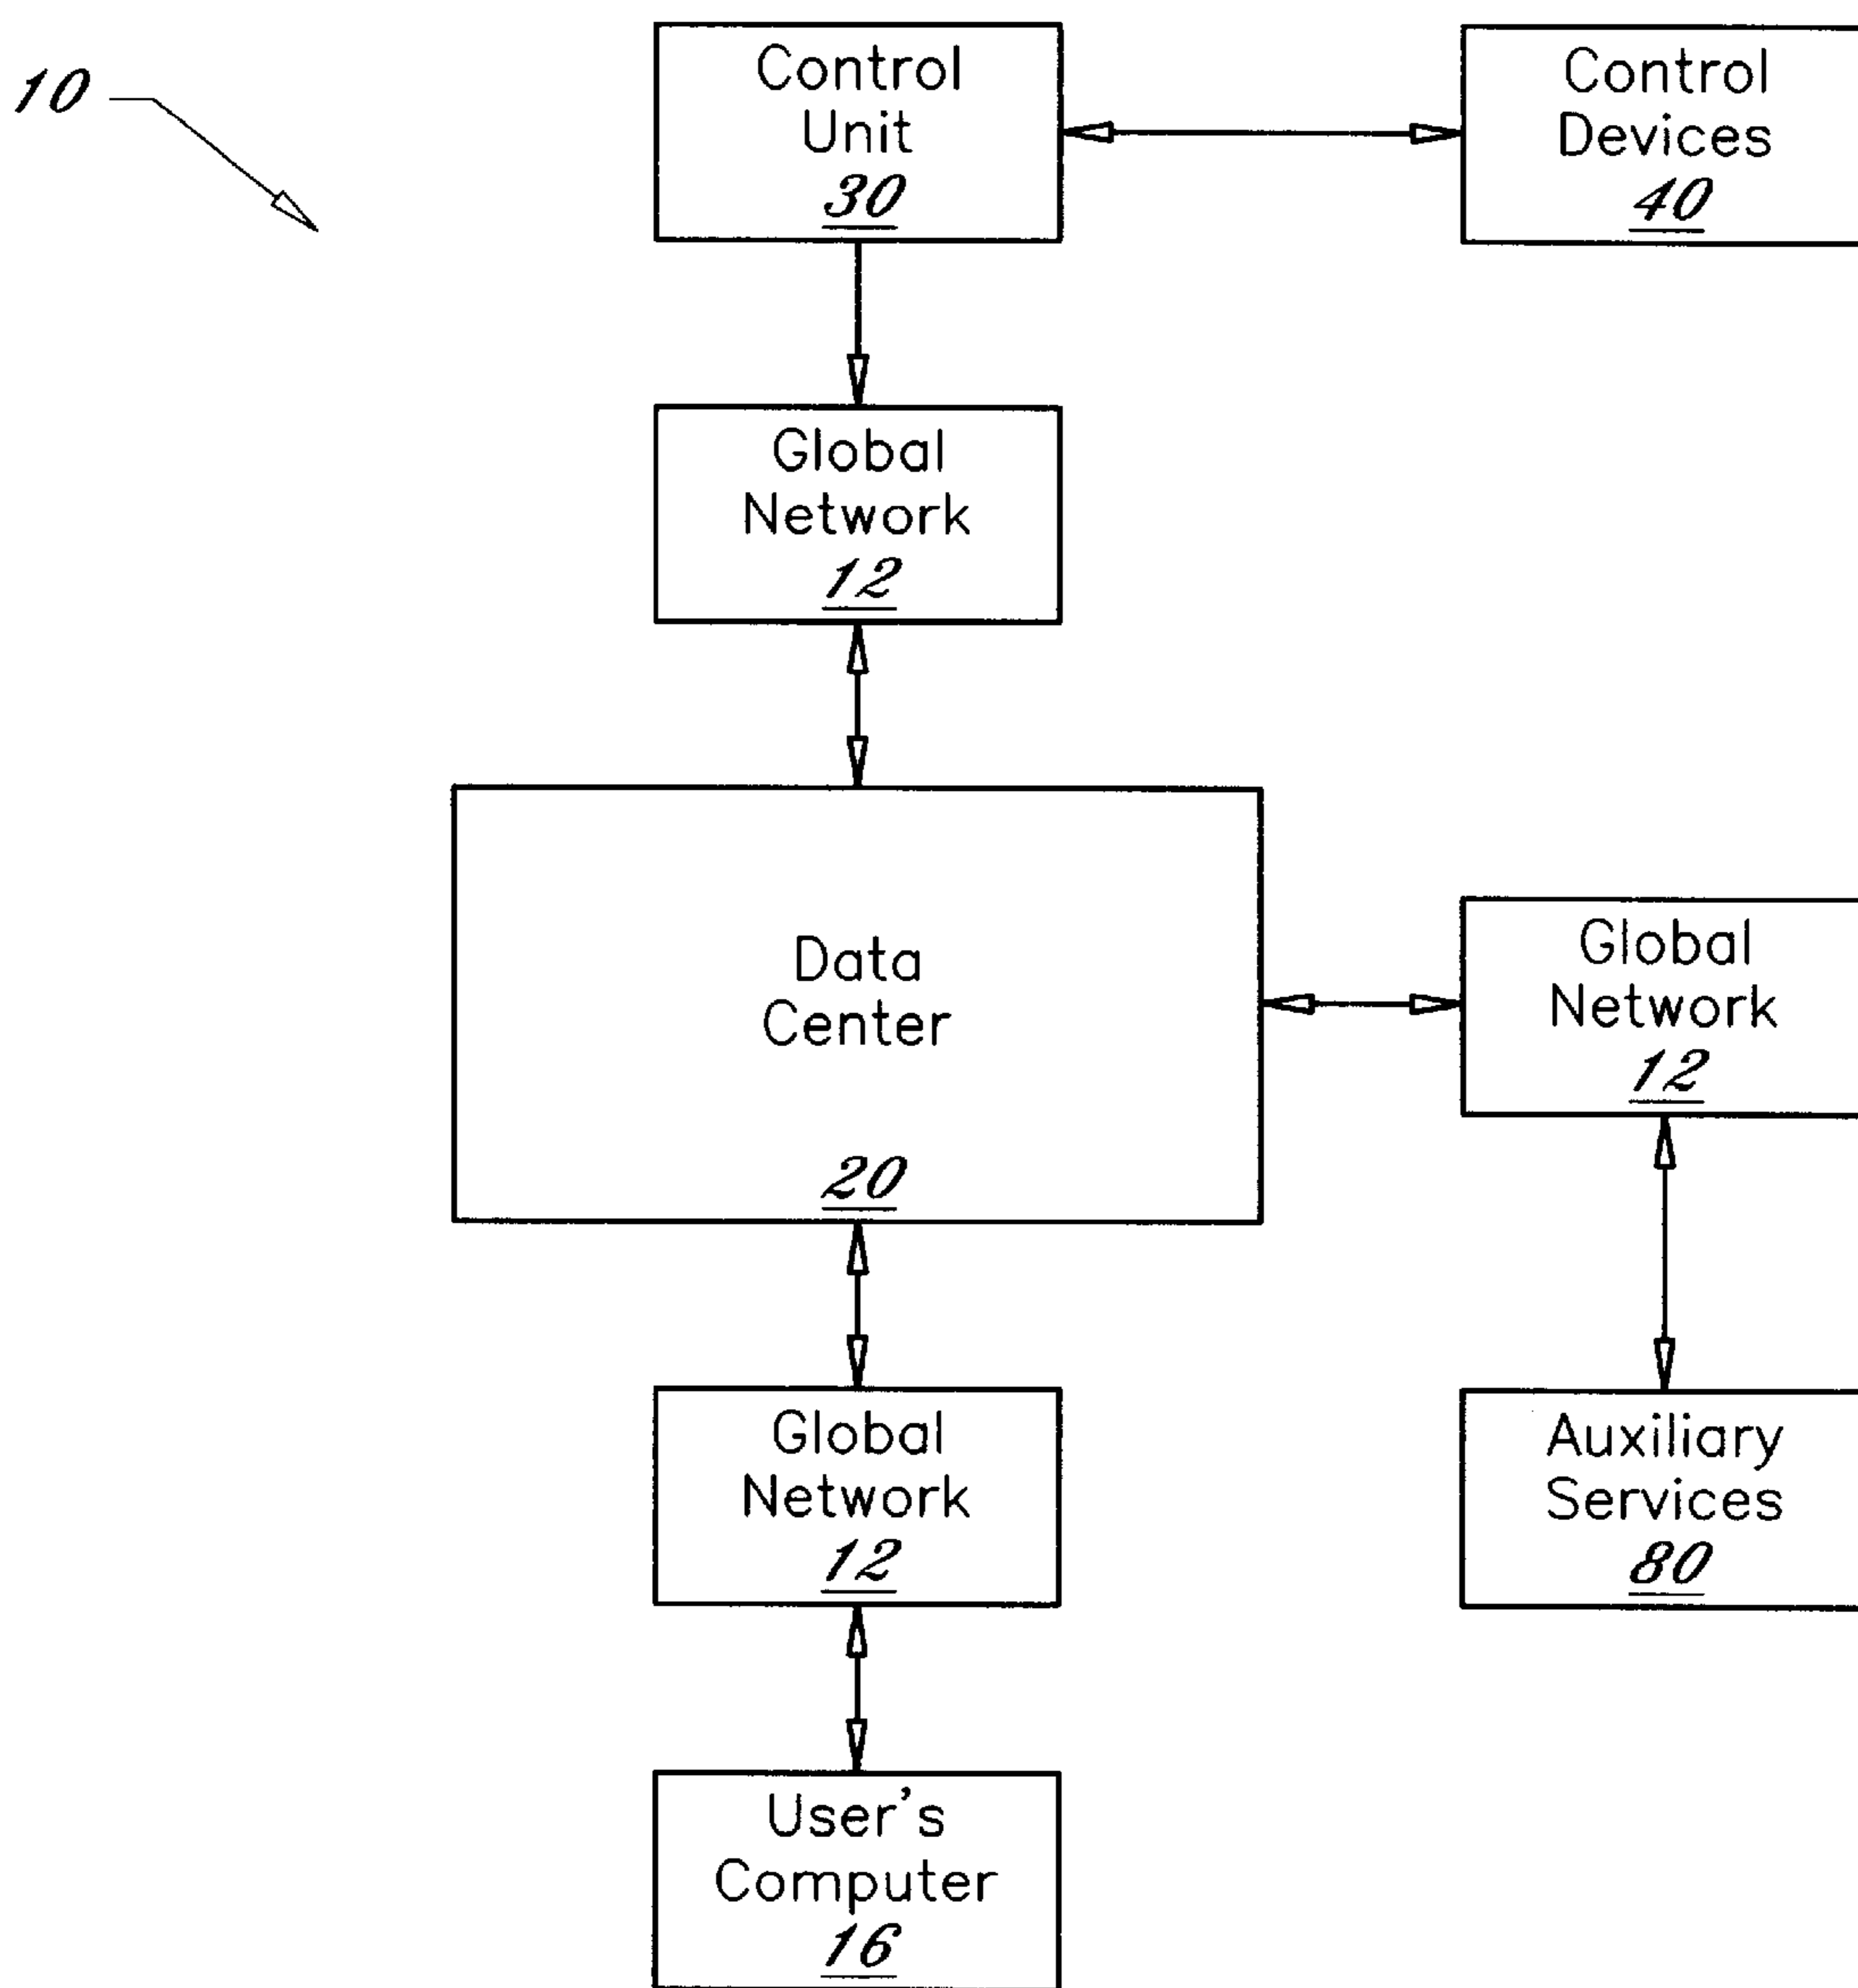 10
Control
Unit
30
Control
Devices
40
Global
Network
12
Data
Center
20
Global
Network
12
Global
Network
12
Auxiliary
Services
80
User's
Computer
16